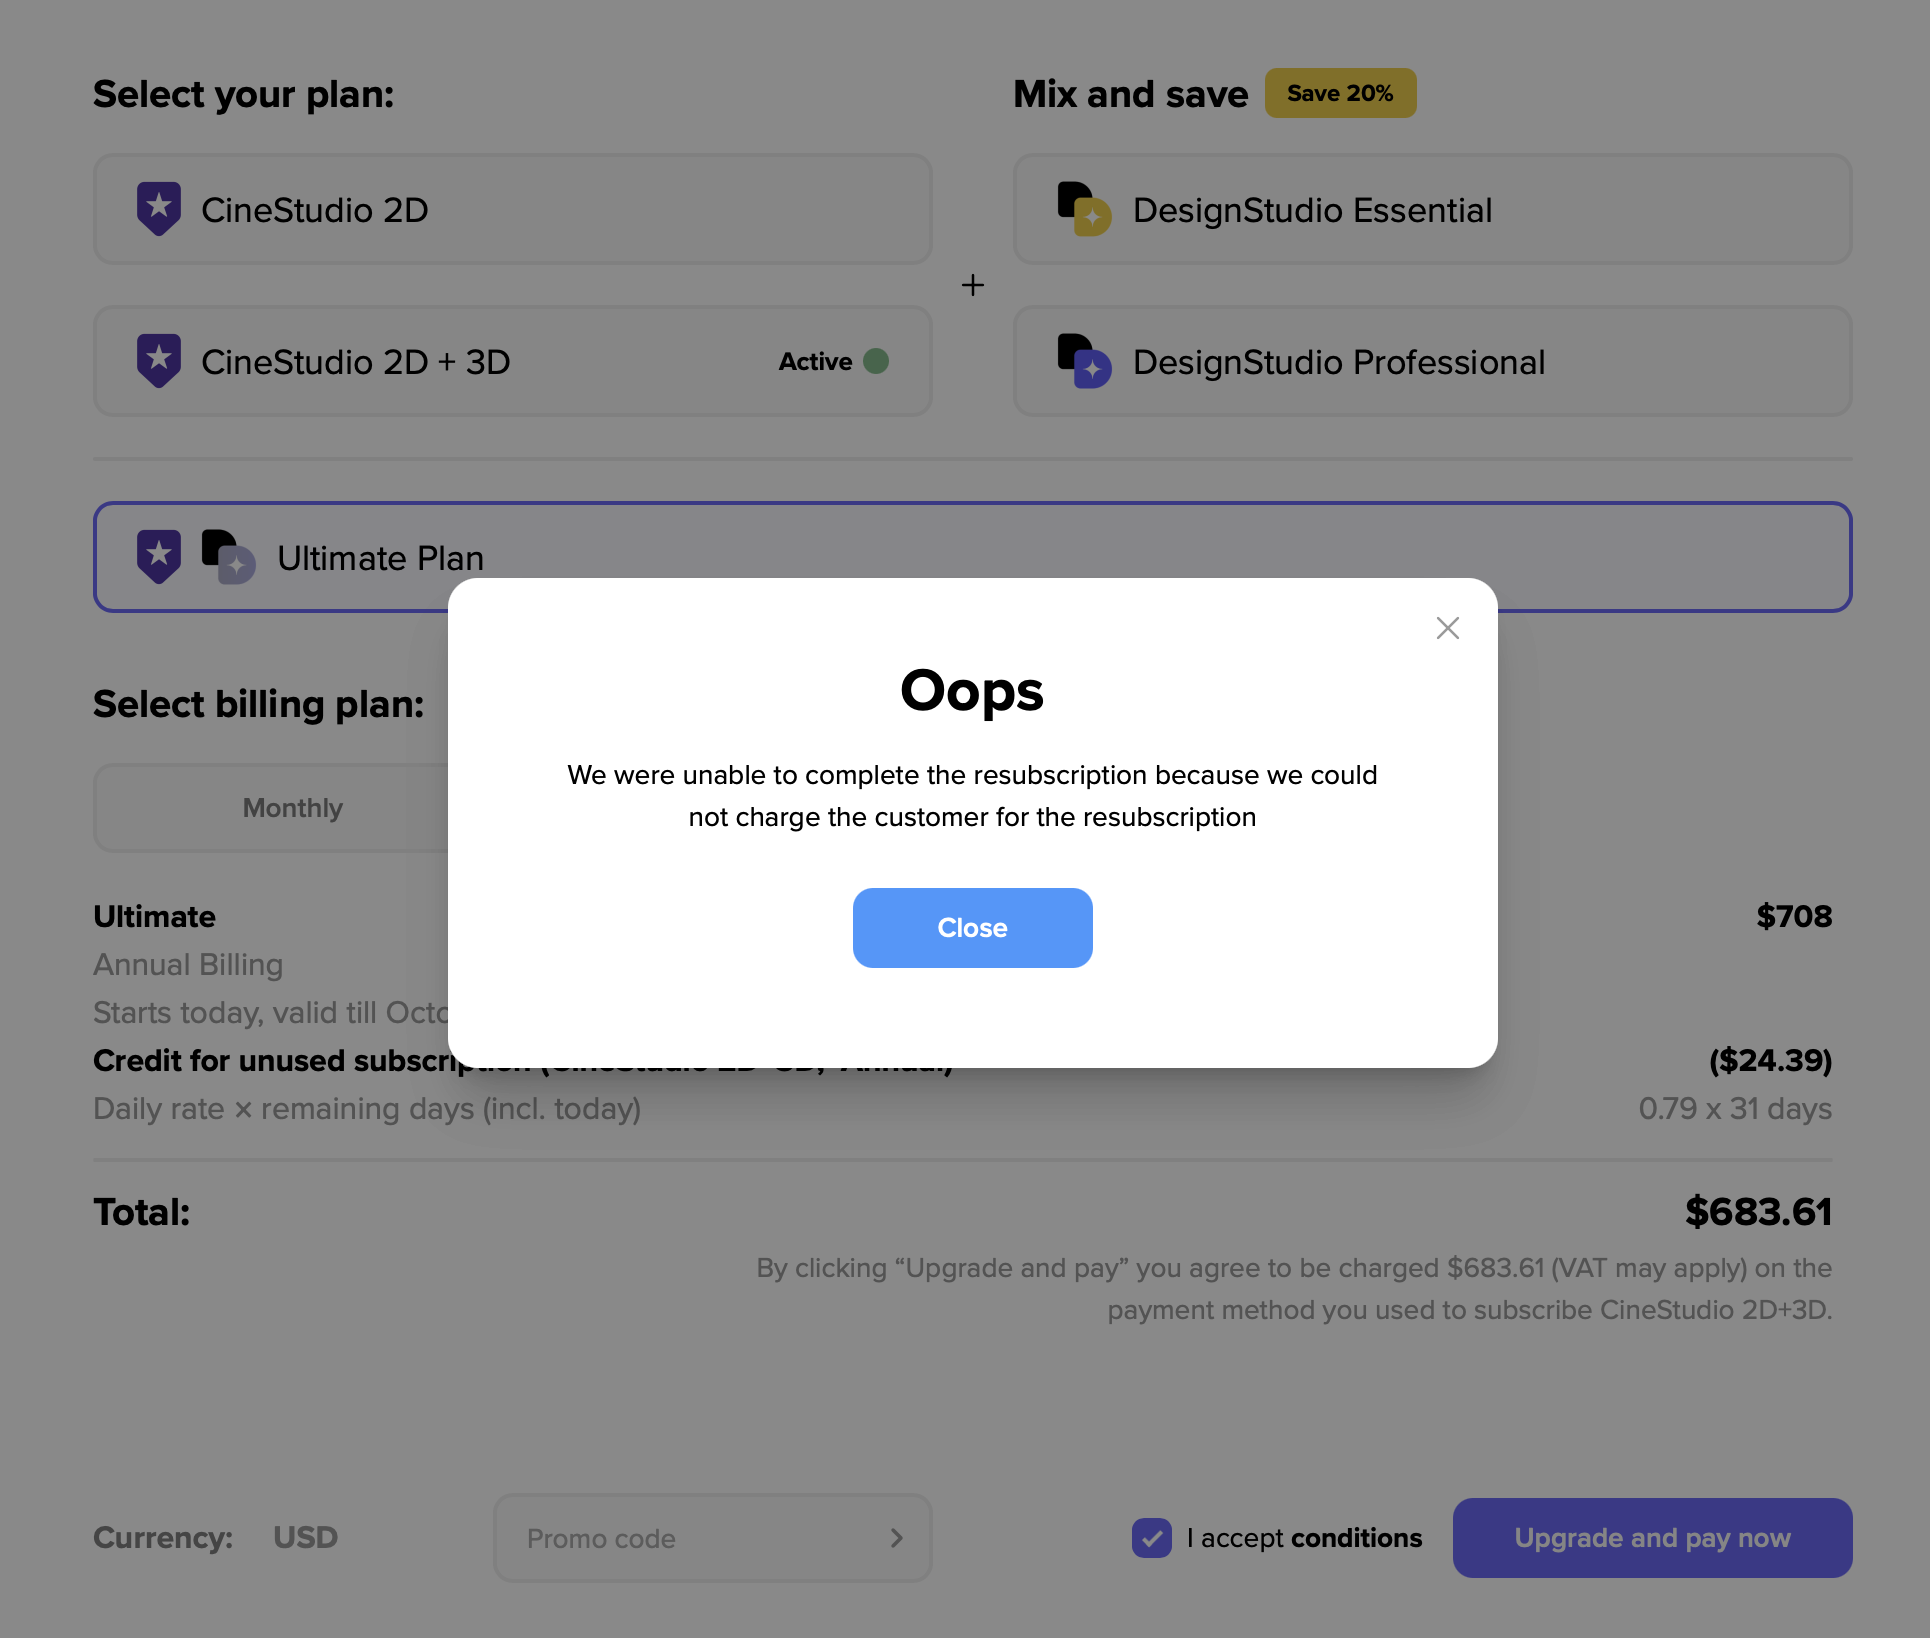 Select your plan:
Mix and save
Save 20%
CineStudio 2D
DesignStudio Essential
+
CineStudio 2D + 3D
Active
DesignStudio Professional
Ultimate Plan
Oops
We were unable to complete the resubscription because we could
not charge the customer for the resubscription
Close
Select billing plan:
Monthly
Ultimate
$708
Annual Billing
Starts today, valid till
Credit for unused
($24.39)
Daily rate × remaining days (incl. today)
0.79 x 31 days
Total:
$683.61
By clicking “Upgrade and pay” you agree to be charged $683.61 (VAT may apply) on the
payment method you used to subscribe CineStudio 2D+3D.
Currency:
USD
Promo code
I accept conditions
Upgrade and pay now